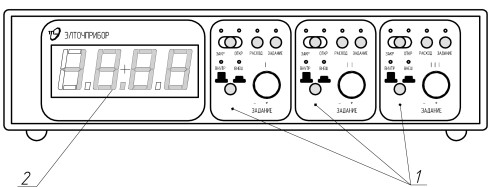 ЭЛТОЧПРИБОР
ЗАКР ОТКР РАСХОД ЗАДАНИЕ
ВНУТР ВНЕШ
I
- +
ЗАДАНИЕ
ЗАКР ОТКР РАСХОД ЗАДАНИЕ
ВНУТР ВНЕШ
II
- +
ЗАДАНИЕ
ЗАКР ОТКР РАСХОД ЗАДАНИЕ
ВНУТР ВНЕШ
III
- +
ЗАДАНИЕ
2
1